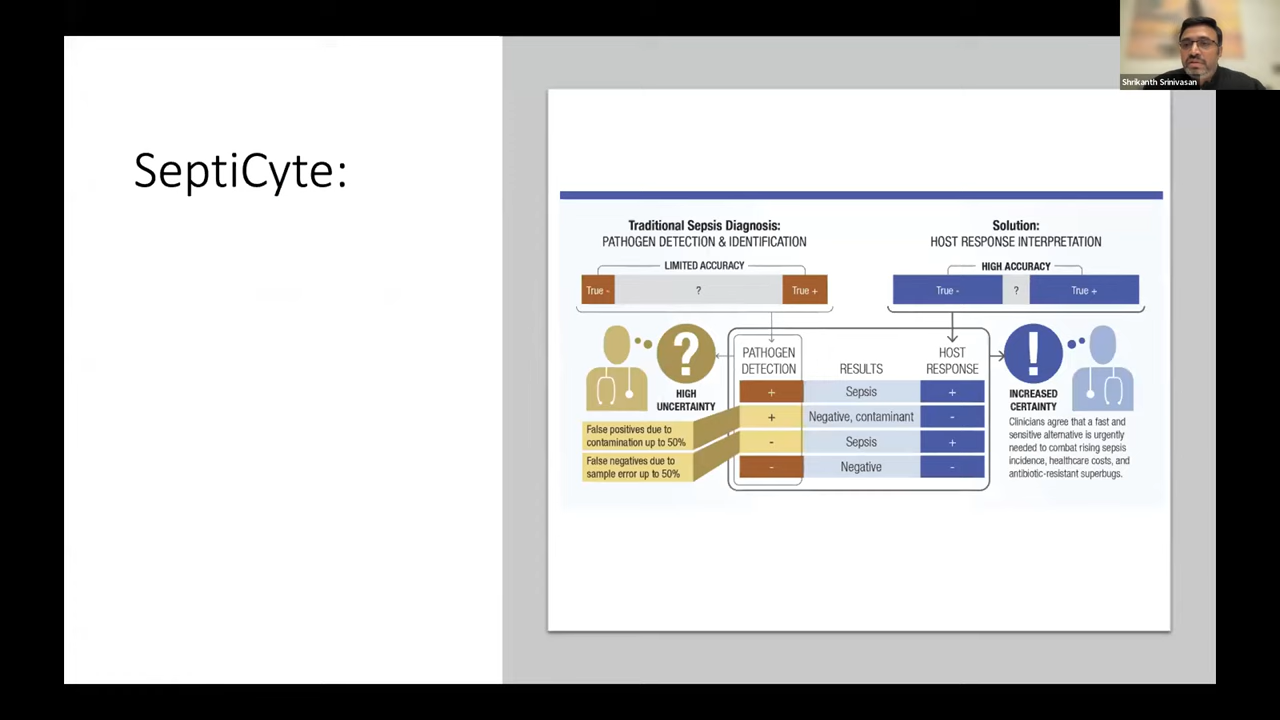 Shrikanth Srinivasan
SeptiCyte:
Traditional Sepsis Diagnosis:
PATHOGEN DETECTION & IDENTIFICATION
LIMITED ACCURACY
True -
?
True +
Solution:
HOST RESPONSE INTERPRETATION
HIGH ACCURACY
True -
?
True +
?
HIGH
UNCERTAINTY
False positives due to
contamination up to 50%
False negatives due to
sample error up to 50%
PATHOGEN
DETECTION
RESULTS
HOST
RESPONSE
+ Sepsis +
+ Negative, contaminant -
- Sepsis +
- Negative -
!
INCREASED
CERTAINTY
Clinicians agree that a fast and
sensitive alternative is urgently
needed to combat rising sepsis
incidence, healthcare costs, and
antibiotic-resistant superbugs.